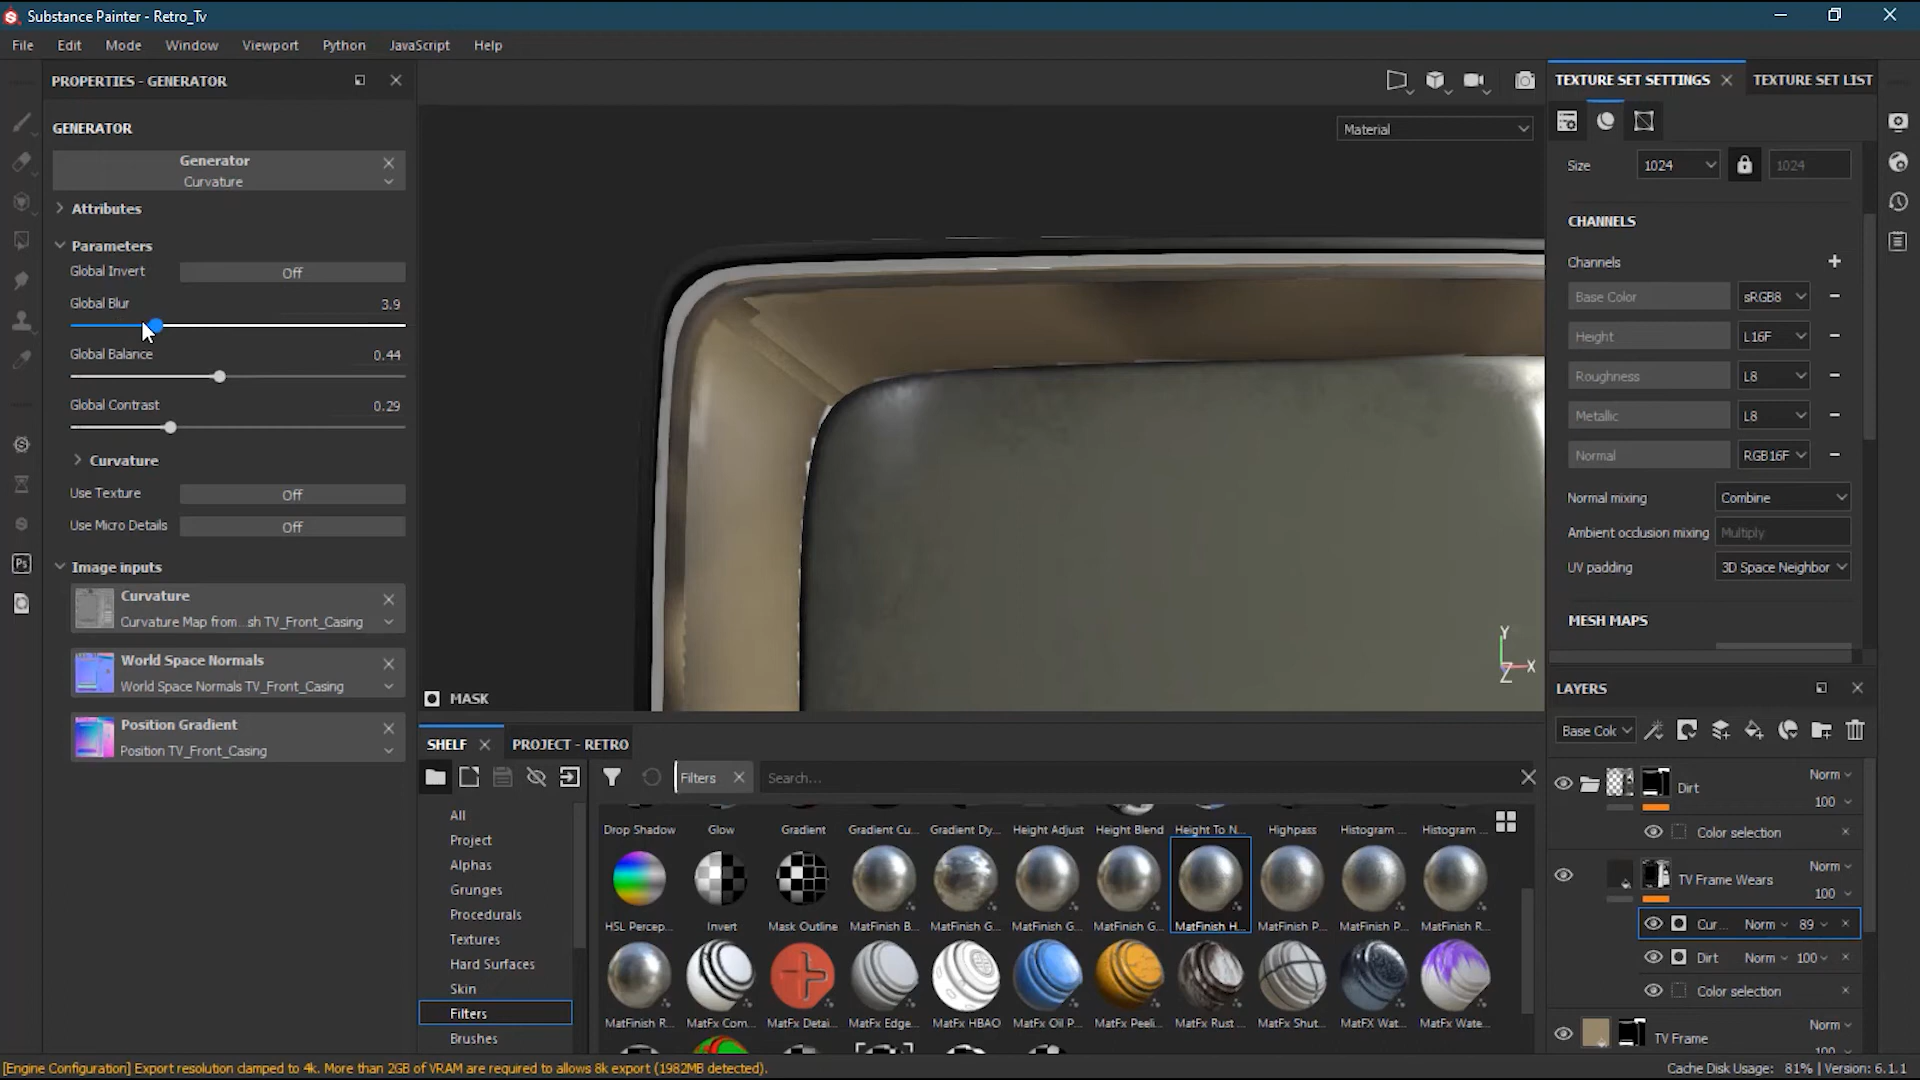 Substance Painter - Retro_Tv
File Edit Mode Window Viewport Python JavaScript Help
PROPERTIES - GENERATOR
GENERATOR
Generator
Curvature
Attributes
Parameters
Global Invert Off
Global Blur 3.9
Global Balance 0.44
Global Contrast 0.29
Curvature
Use Texture Off
Use Micro Details Off
Image inputs
Curvature
Curvature Map from...sh TV_Front_Casing
World Space Normals
World Space Normals TV_Front_Casing
Position Gradient
Position TV_Front_Casing
Ps
Material
Y
X
Z
MASK
SHELF PROJECT - RETRO
Filters Search...
All
Project
Alphas
Grunges
Procedurals
Textures
Hard Surfaces
Skin
Filters
Brushes
Drop Shadow Glow Gradient Gradient Cu... Gradient Dy... Height Adjust Height Blend Height To N... Highpass Histogram ... Histogram ...
HSL Percep... Invert Mask Outline MatFinish B... MatFinish G... MatFinish G... MatFinish G... MatFinish H... MatFinish P... MatFinish P... MatFinish R...
MatFinish R... MatFx Com... MatFx Detai... MatFx Edge... MatFx HBAO MatFx Oil P... MatFx Peeli... MatFx Rust ... MatFx Shut... MatFX Wat... MatFx Wate...
TEXTURE SET SETTINGS TEXTURE SET LIST
Size 1024 1024
CHANNELS
Channels
Base Color sRGB8
Height L16F
Roughness L8
Metallic L8
Normal RGB16F
Normal mixing Combine
Ambient occlusion mixing Multiply
UV padding 3D Space Neighbor
MESH MAPS
LAYERS
Base Col
Dirt Norm 100
Color selection
TV Frame Wears Norm 100
Cur... Norm 89
Dirt Norm 100
Color selection
TV Frame Norm 100
[Engine Configuration] Export resolution clamped to 4k. More than 2GB of VRAM are required to allows 8k export (1982MB detected).
Cache Disk Usage: 81% | Version: 6.1.1